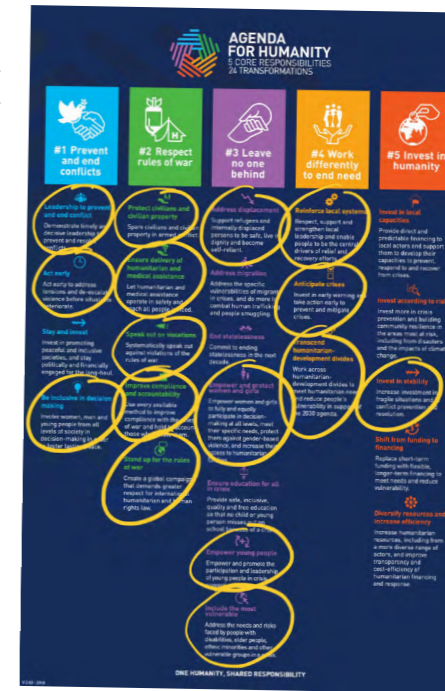 AGENDA
FOR HUMANITY
5 CORE RESPONSIBILITIES
24 TRANSFORMATIONS
#1 Prevent
and end
conflicts
Leadership to prevent
and end conflict
Demonstrate timely and
decisive leadership to
prevent and resolve
Act early
Act early to address
tensions and de-escalate
violence before situations
deteriorate.
Stay and invest
Invest in promoting
peaceful and inclusive
societies, and stay
politically and financially
engaged for the long-haul.
Be inclusive in decision
making
Involve women, men and
young people from all
levels of society in
decision-making in
#2 Respect
rules of war
Protect civilians and
civilian property
Spare civilians and civilian
property in armed conflict
Ensure delivery of
humanitarian and
medical assistance
Let humanitarian and
medical assistance
operate in safety and
reach all people
Speak out on violations
Systematically speak out
against violations of the
rules of war.
Improve compliance
and accountability
Use every available
method to improve
compliance with the
of war and hold
those who
Stand up for the rules
of war
Create a global campaign
that demands greater
respect for international
humanitarian and human
rights law.
#3 Leave
no one
behind
Address displacement
Support refugees and
internally displaced
persons to be safe, live in
dignity and become
self-reliant.
Address migration
Address the specific
vulnerabilities of migrants
in crises, and do more to
combat human trafficking
and people smuggling.
End statelessness
Commit to ending
statelessness in the next
decade.
Empower and protect
women and girls
Empower women and girls
to fully and equally
participate in decision-
making at all levels, meet
their specific needs, protect
them against gender-based
violence, and increase their
access to humanitarian
Ensure education for all
in crisis
Provide safe, inclusive,
quality and free education
so that no child or young
person misses out on
school because of a crisis.
Empower young people
Empower and promote the
participation and leadership
of young people in crisis
Include the most
vulnerable
Address the needs and risks
faced by people with
disabilities, older people,
ethnic minorities and other
vulnerable groups in a
#4 Work
differently
to end need
Reinforce local systems
Respect, support and
strengthen local
leadership and enable
people to be the central
drivers of relief and
recovery efforts.
Anticipate crises
Invest in early warning and
take action early to
prevent and mitigate
crises.
Transcend
humanitarian-
development divides
Work across
humanitarian-
development divides to
meet humanitarian needs
and reduce people's
vulnerability in support of
the 2030 agenda.
#5 Invest in
humanity
Invest in local
capacities
Provide direct and
predictable financing to
local actors and support
them to develop their
capacities to prevent,
respond to and recover
from crises.
Invest according to risk
Invest more in crisis
prevention and building
community resilience in
the areas most at risk,
including from disasters
and the impacts of climate
change.
Invest in stability
Increase investment in
fragile situations and
conflict prevention and
resolution.
Shift from funding to
financing
Replace short-term
funding with flexible,
longer-term financing to
meet needs and reduce
vulnerability.
Diversify resources and
increase efficiency
Increase humanitarian
resources, including from
a more diverse range of
actors, and improve
transparency and
cost-efficiency of
humanitarian financing
and response
ONE HUMANITY, SHARED RESPONSIBILITY